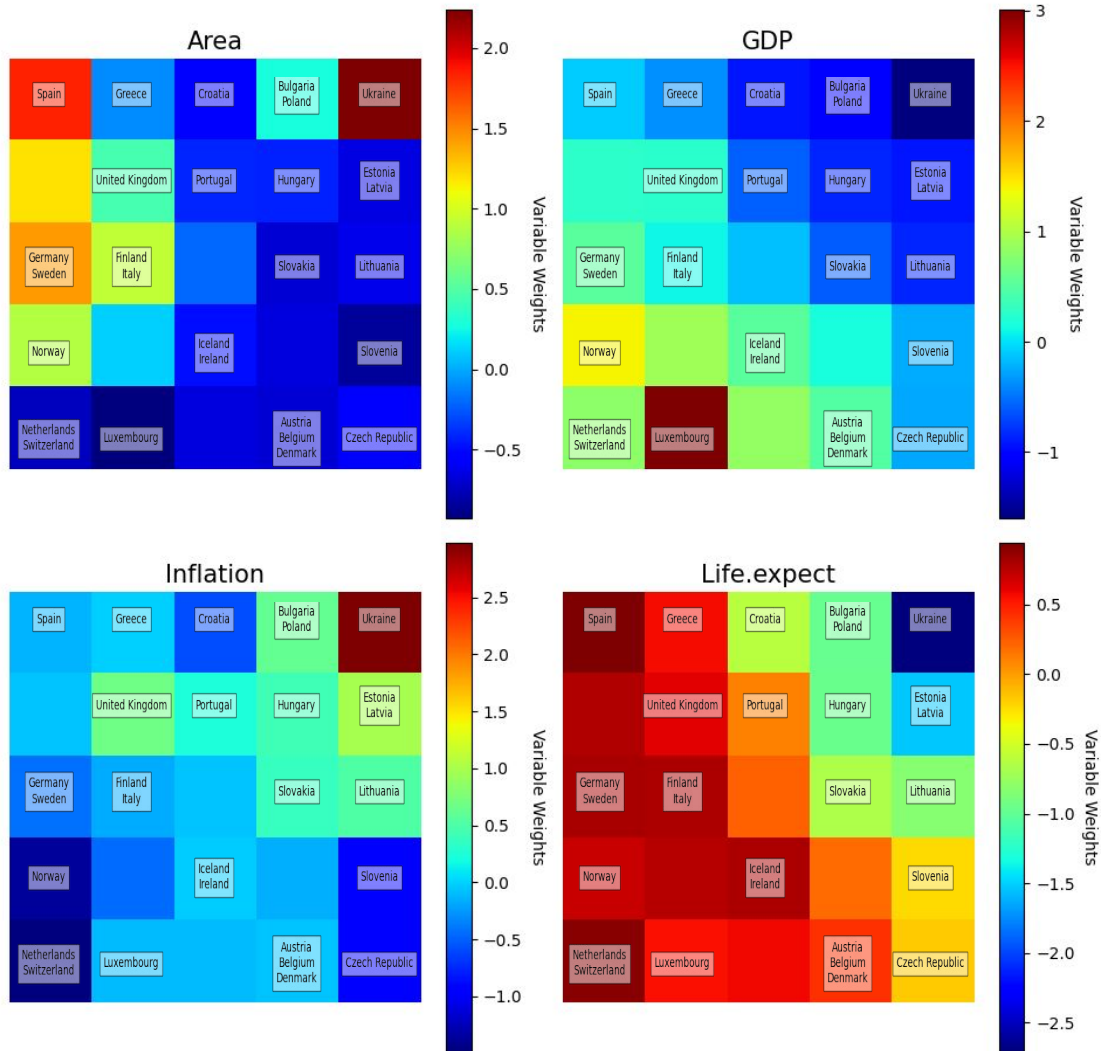 Area
Spain
Greece
Croatia
Bulgaria
Poland
Ukraine
United Kingdom
Portugal
Hungary
Estonia
Latvia
Germany
Sweden
Finland
Italy
Slovakia
Lithuania
Norway
Iceland
Ireland
Slovenia
Netherlands
Switzerland
Luxembourg
Austria
Belgium
Denmark
Czech Republic
2.0
1.5
1.0
0.5
0.0
−0.5
Variable Weights
GDP
Spain
Greece
Croatia
Bulgaria
Poland
Ukraine
United Kingdom
Portugal
Hungary
Estonia
Latvia
Germany
Sweden
Finland
Italy
Slovakia
Lithuania
Norway
Iceland
Ireland
Slovenia
Netherlands
Switzerland
Luxembourg
Austria
Belgium
Denmark
Czech Republic
3
2
1
0
−1
Variable Weights
Inflation
Spain
Greece
Croatia
Bulgaria
Poland
Ukraine
United Kingdom
Portugal
Hungary
Estonia
Latvia
Germany
Sweden
Finland
Italy
Slovakia
Lithuania
Norway
Iceland
Ireland
Slovenia
Netherlands
Switzerland
Luxembourg
Austria
Belgium
Denmark
Czech Republic
2.5
2.0
1.5
1.0
0.5
0.0
−0.5
−1.0
Variable Weights
Life.expect
Spain
Greece
Croatia
Bulgaria
Poland
Ukraine
United Kingdom
Portugal
Hungary
Estonia
Latvia
Germany
Sweden
Finland
Italy
Slovakia
Lithuania
Norway
Iceland
Ireland
Slovenia
Netherlands
Switzerland
Luxembourg
Austria
Belgium
Denmark
Czech Republic
0.5
0.0
−0.5
−1.0
−1.5
−2.0
−2.5
Variable Weights